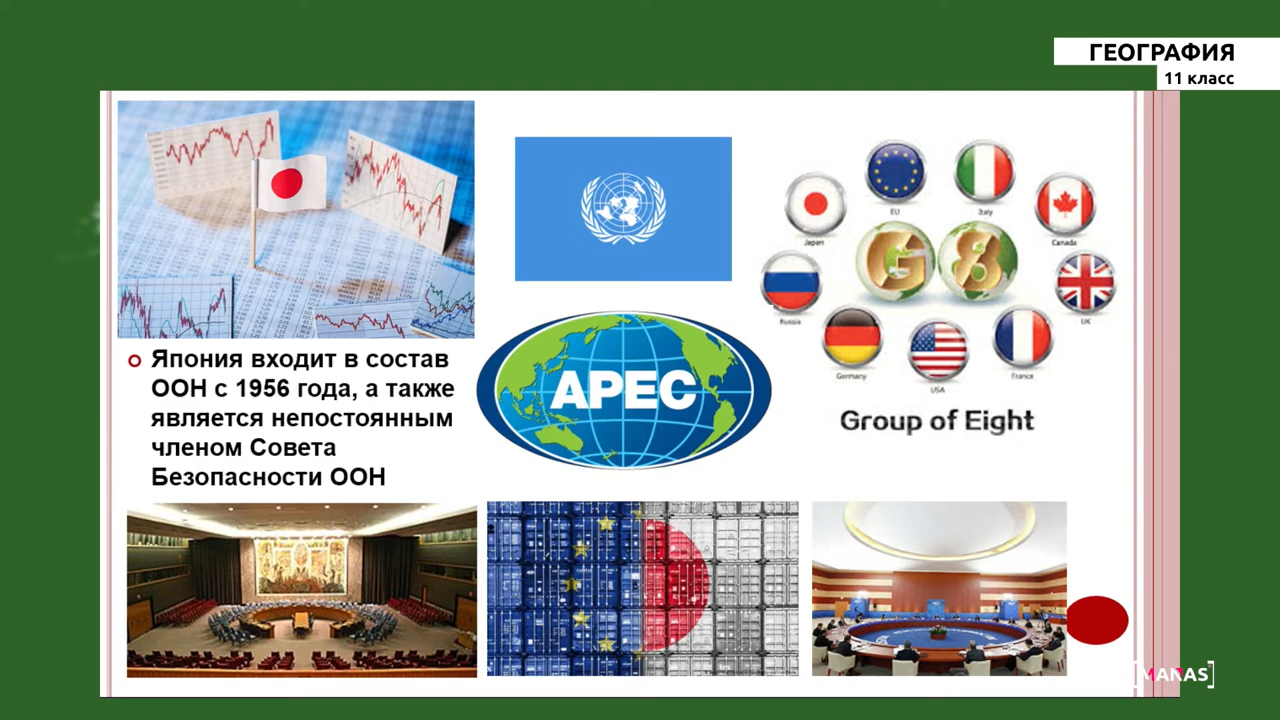 ГЕОГРАФИЯ
11 класс
EU
Italy
Japan
Canada
G8
Russia
UK
Germany
USA
France
Group of Eight
APEC
Япония входит в состав
ООН с 1956 года, а также
является непостоянным
членом Совета
Безопасности ООН
MANAS